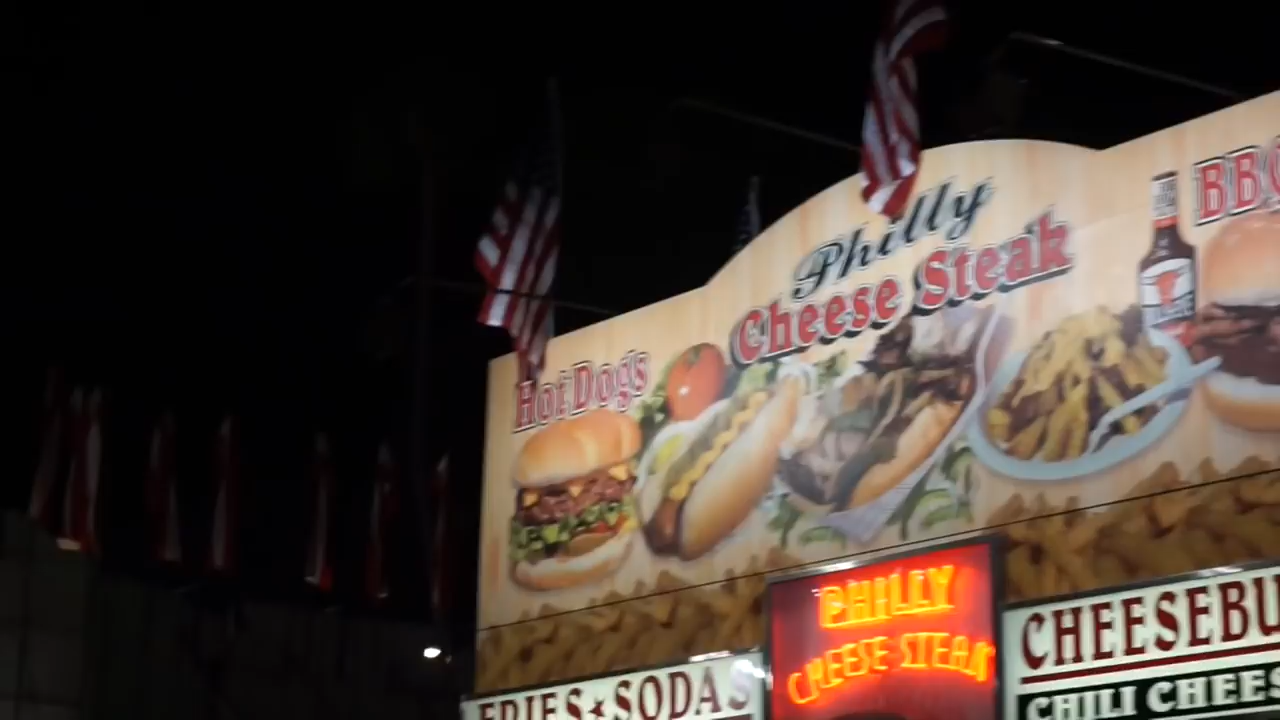 Philly
Cheese Steak
Hot Dogs
BBQ
PHILLY
CHEESE STEAK
FRIES★SODAS
CHEESEBU
CHILI CHEES